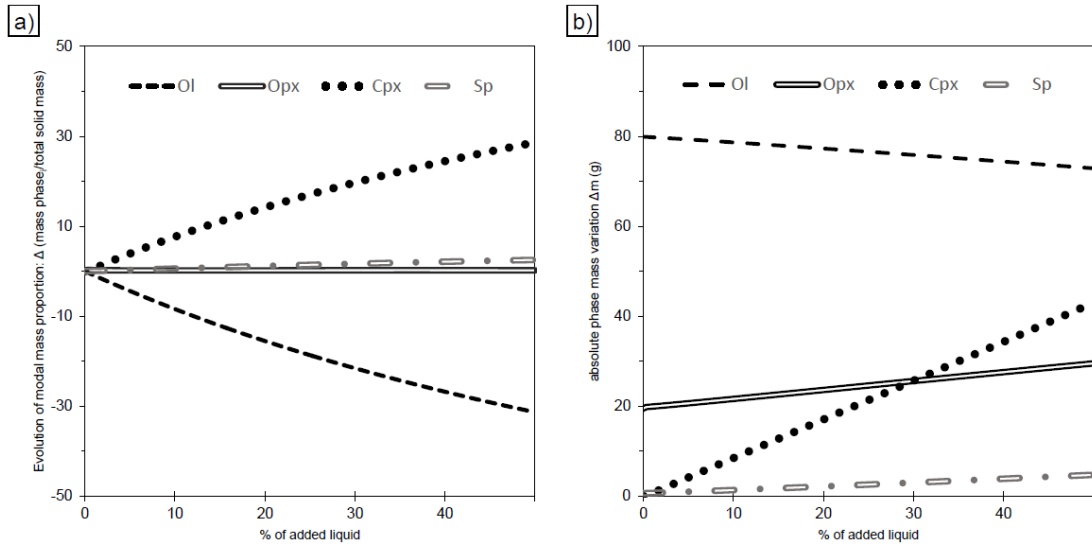 a)
50
30
10
-10
-30
-50
Evolution of modal mass proportion: Δ (mass phase/total solid mass)
Ol Opx Cpx Sp
0 10 20 30 40
% of added liquid
b)
100
80
60
40
20
0
absolute phase mass variation Δm (g)
Ol Opx Cpx Sp
0 10 20 30 40
% of added liquid